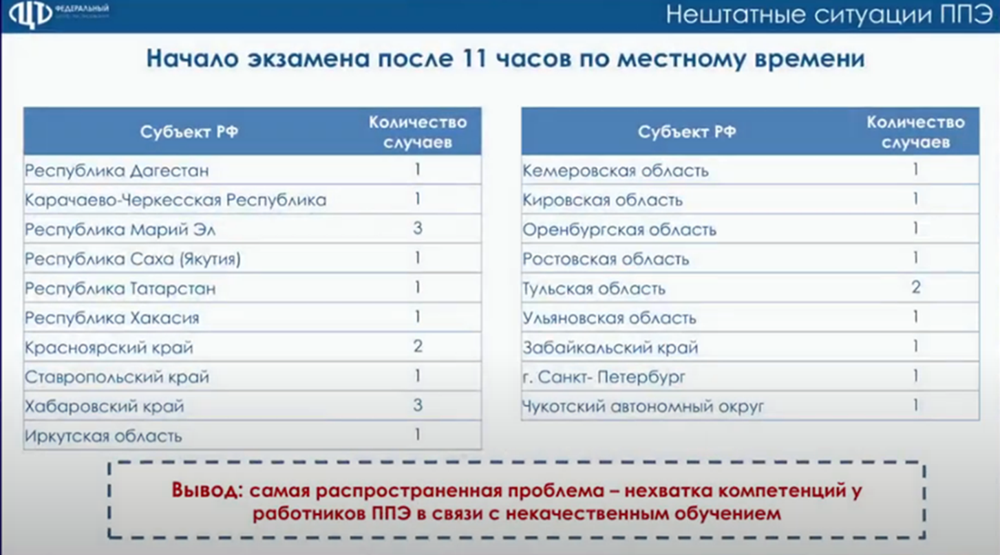 ФЕДЕРАЛЬНЫЙ
Нештатные ситуации ППЭ
Начало экзамена после 11 часов по местному времени
Субъект РФ Количество случаев
Республика Дагестан 1
Карачаево-Черкесская Республика 1
Республика Марий Эл 3
Республика Саха (Якутия) 1
Республика Татарстан 1
Республика Хакасия 1
Красноярский край 2
Ставропольский край 1
Хабаровский край 3
Иркутская область 1
Субъект РФ Количество случаев
Кемеровская область 1
Кировская область 1
Оренбургская область 1
Ростовская область 1
Тульская область 2
Ульяновская область 1
Забайкальский край 1
г. Санкт- Петербург 1
Чукотский автономный округ 1
Вывод: самая распространенная проблема – нехватка компетенций у
работников ППЭ в связи с некачественным обучением